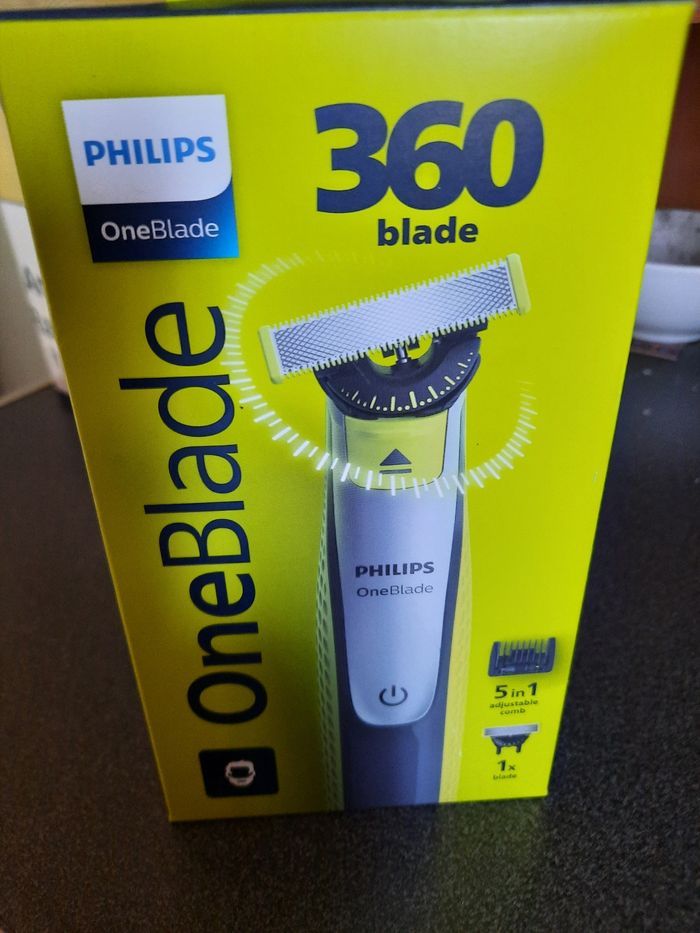 PHILIPS
OneBlade
360
blade
OneBlade
PHILIPS
OneBlade
5 in 1
adjustable
comb
1x
blade